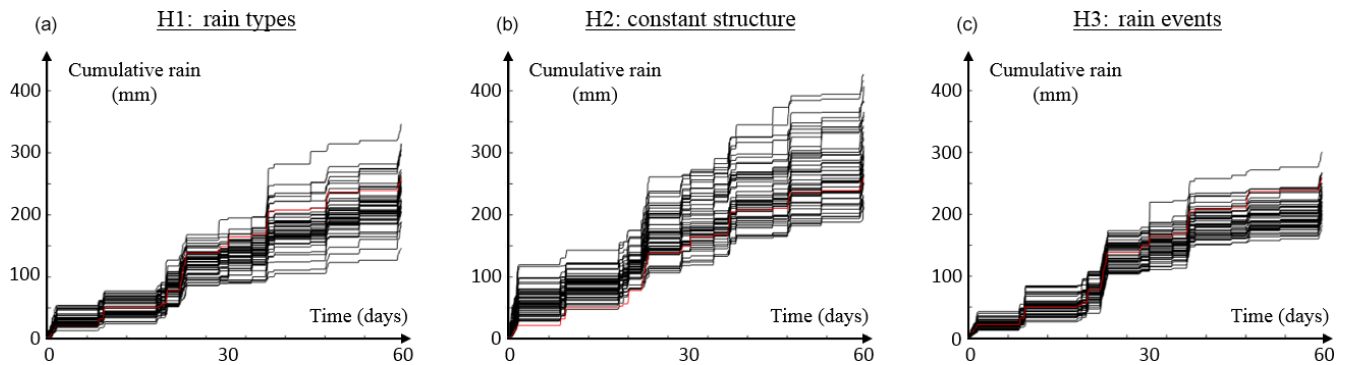 (a)
H1: rain types
Cumulative rain
(mm)
400
300
200
100
0
0
30
60
Time (days)
(b)
H2: constant structure
Cumulative rain
(mm)
400
300
200
100
0
0
30
60
Time (days)
(c)
H3: rain events
Cumulative rain
(mm)
400
300
200
100
0
0
30
60
Time (days)